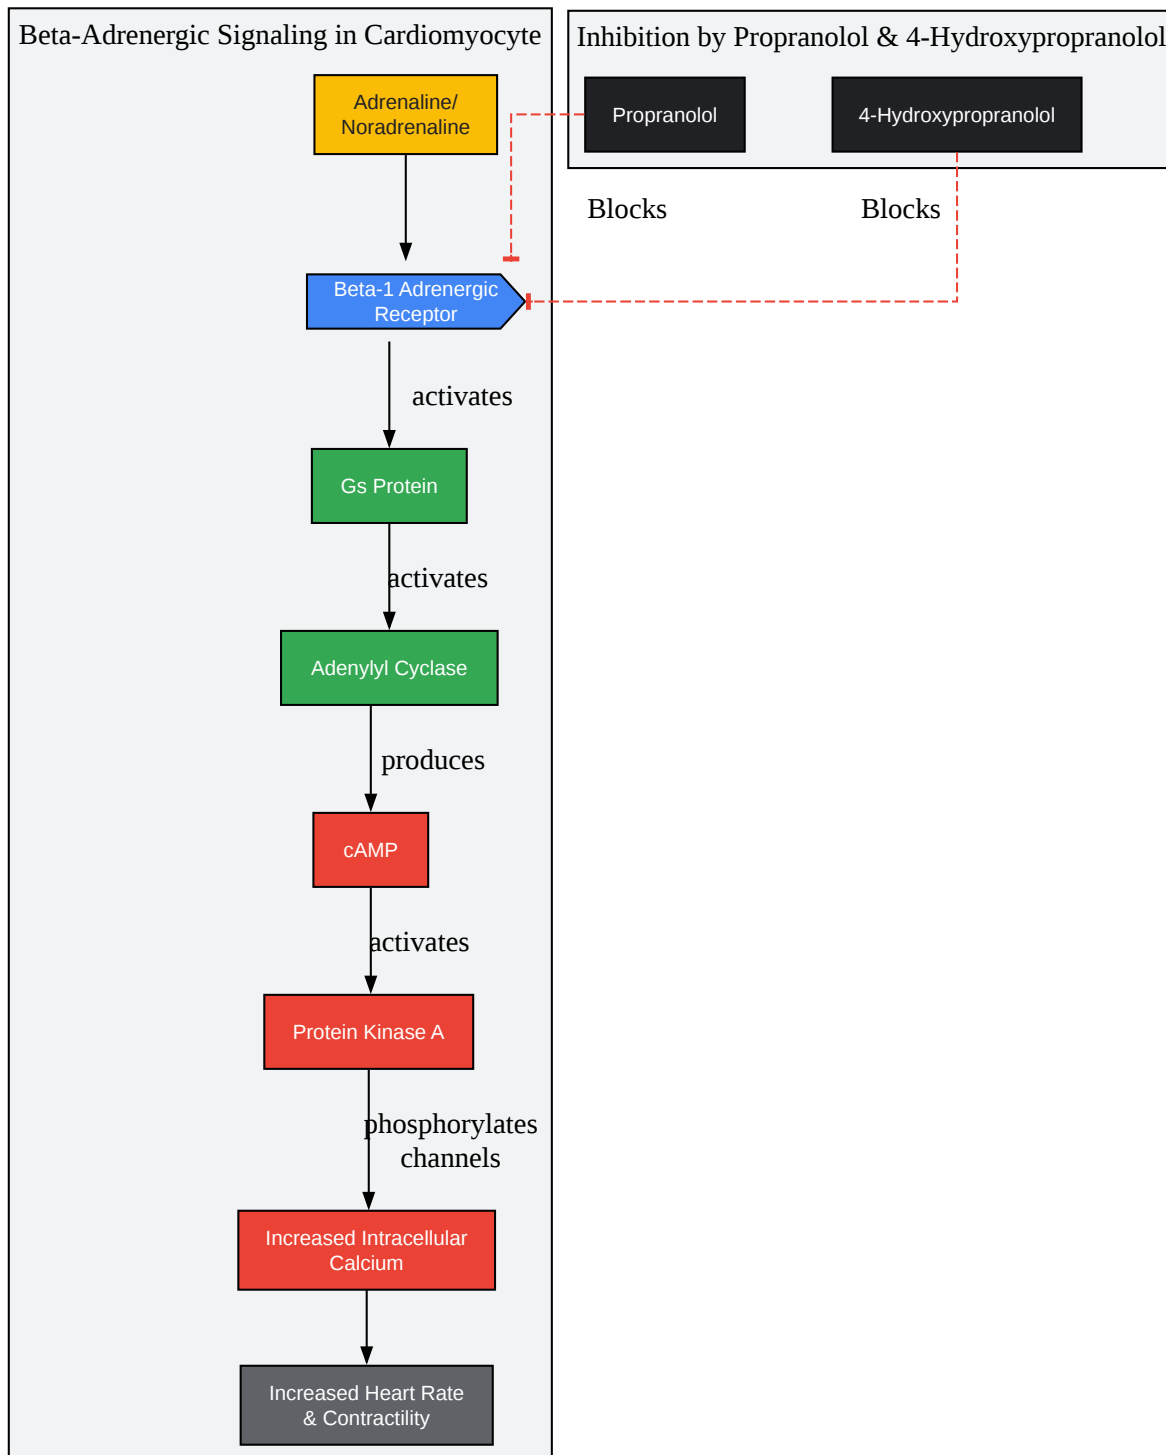 Beta-Adrenergic Signaling in Cardiomyocyte
Inhibition by Propranolol & 4-Hydroxypropranolol
Adrenaline/
Noradrenaline
Propranolol
4-Hydroxypropranolol
Blocks
Blocks
Beta-1 Adrenergic
Receptor
activates
Gs Protein
activates
Adenylyl Cyclase
produces
cAMP
activates
Protein Kinase A
phosphorylates
channels
Increased Intracellular
Calcium
Increased Heart Rate
& Contractility